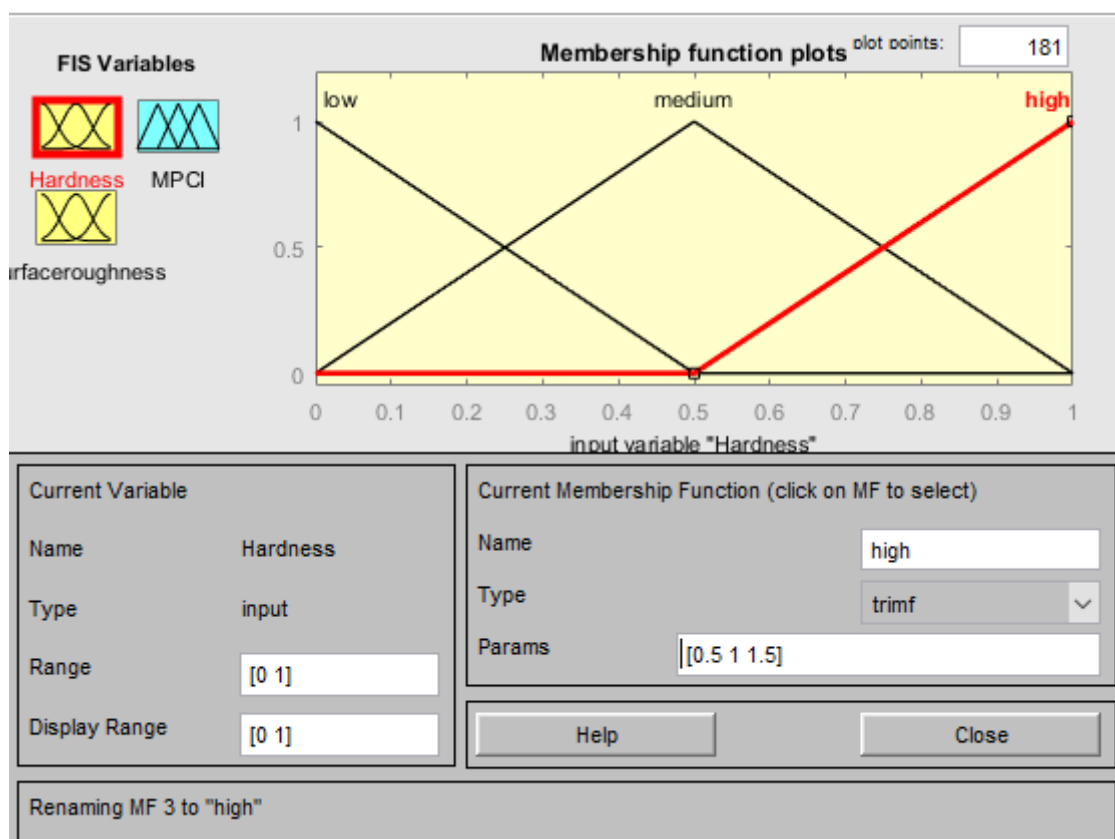 FIS Variables
Membership function plots
plot points:
181
Hardness
MPCI
rfaceroughness
low
medium
high
1
0.5
0
0 0.1 0.2 0.3 0.4 0.5 0.6 0.7 0.8 0.9 1
input variable "Hardness"
Current Variable
Name Hardness
Type input
Range [0 1]
Display Range [0 1]
Current Membership Function (click on MF to select)
Name high
Type trimf
Params [0.5 1 1.5]
Help
Close
Renaming MF 3 to "high"